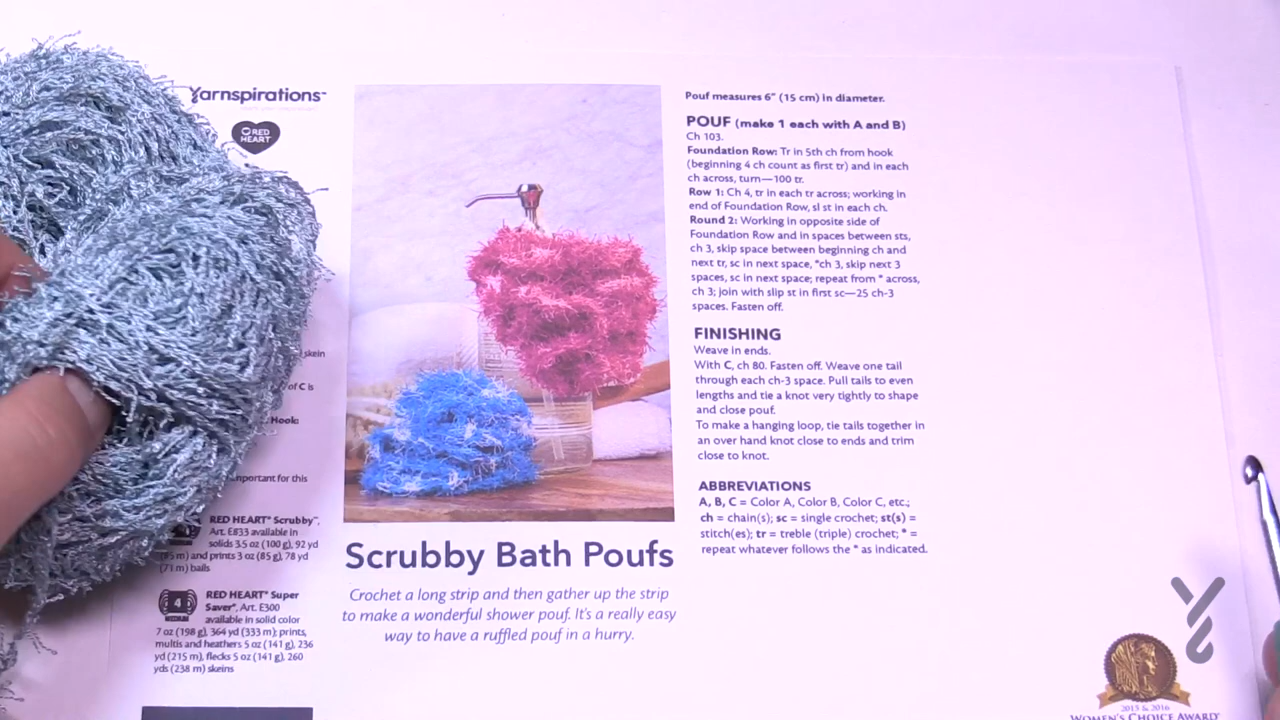 Yarnspirations™
RED
HEART
skein
of C is
Hook:
important for this
RED HEART® Scrubby™,
Art. E833 available in
solids 3.5 oz (100 g), 92 yd
m) and prints 3 oz (85 g), 78 yd
(71 m) balls
4
MEDIUM
RED HEART® Super
Saver®, Art. E300
available in solid color
7 oz (198 g), 364 yd (333 m); prints,
multis and heathers 5 oz (141 g), 236
yd (215 m), flecks 5 oz (141 g), 260
yds (238 m) skeins
Scrubby Bath Poufs
Crochet a long strip and then gather up the strip
to make a wonderful shower pouf. It's a really easy
way to have a ruffled pouf in a hurry.
Pouf measures 6" (15 cm) in diameter.
POUF (make 1 each with A and B)
Ch 103.
Foundation Row: Tr in 5th ch from hook
(beginning 4 ch count as first tr) and in each
ch across, turn—100 tr.
Row 1: Ch 4, tr in each tr across; working in
end of Foundation Row, sl st in each ch.
Round 2: Working in opposite side of
Foundation Row and in spaces between sts,
ch 3, skip space between beginning ch and
next tr, sc in next space, *ch 3, skip next 3
spaces, sc in next space; repeat from * across,
ch 3; join with slip st in first sc—25 ch-3
spaces. Fasten off.
FINISHING
Weave in ends.
With C, ch 80. Fasten off. Weave one tail
through each ch-3 space. Pull tails to even
lengths and tie a knot very tightly to shape
and close pouf.
To make a hanging loop, tie tails together in
an over hand knot close to ends and trim
close to knot.
ABBREVIATIONS
A, B, C = Color A, Color B, Color C, etc.;
ch = chain(s); sc = single crochet; st(s) =
stitch(es); tr = treble (triple) crochet; * =
repeat whatever follows the * as indicated.
2015 & 2016
WOMEN'S CHOICE AWARD®